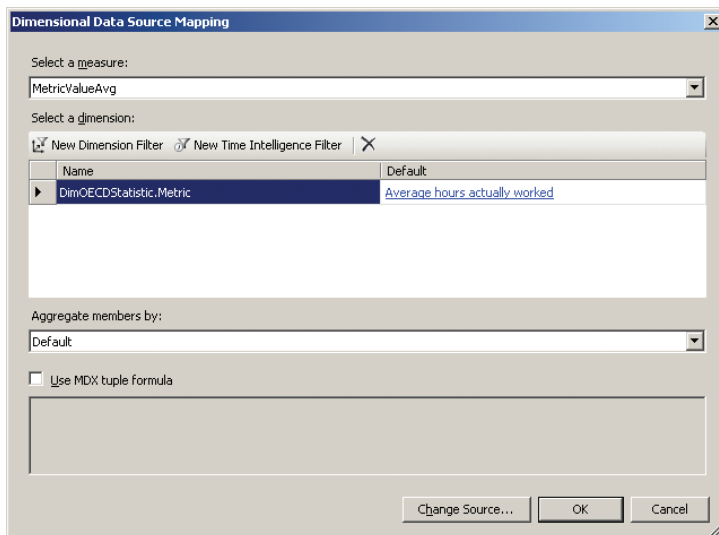 Dimensional Data Source Mapping
Select a measure:
MetricValueAvg
Select a dimension:
New Dimension Filter New Time Intelligence Filter
Name Default
DimOECDStatistic.Metric Average hours actually worked
Aggregate members by:
Default
Use MDX tuple formula
Change Source... OK Cancel